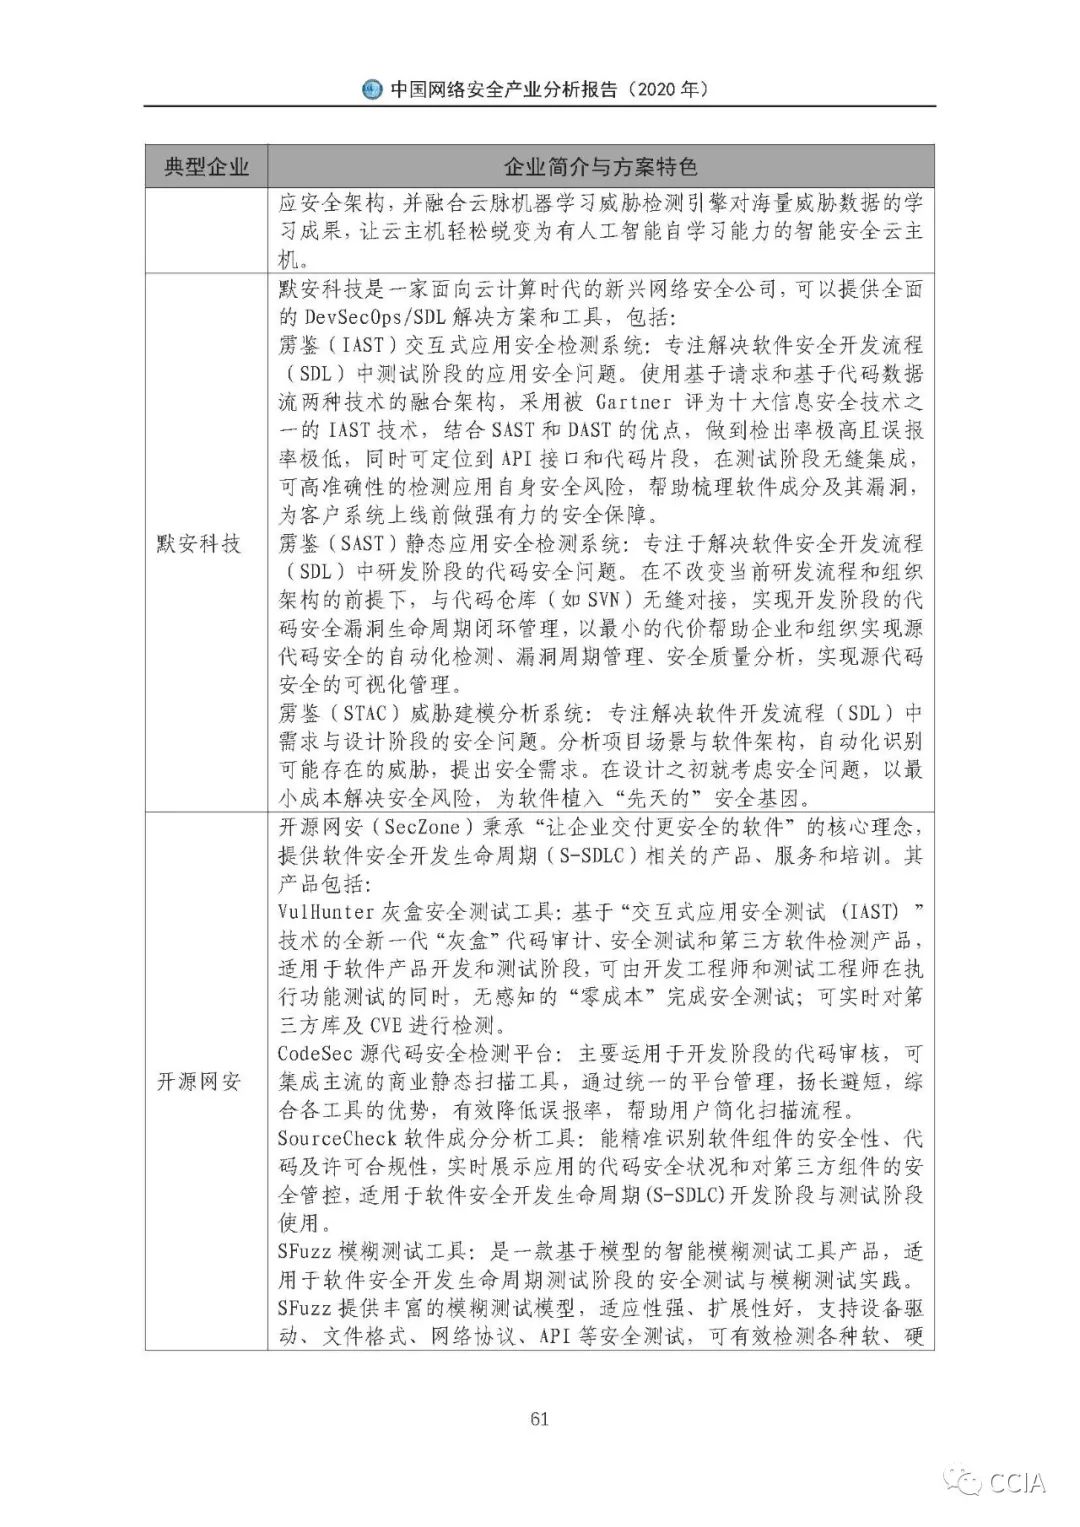 中国网络安全产业分析报告（2020 年）
典型企业
企业简介与方案特色
应安全架构，并融合云脉机器学习威胁检测引擎对海量威胁数据的学
习成果，让云主机轻松蜕变为有人工智能自学习能力的智能安全云主
机。
默安科技
默安科技是一家面向云计算时代的新兴网络安全公司，可以提供全面
的 DevSecOps/SDL 解决方案和工具，包括：
雳鉴（IAST）交互式应用安全检测系统：专注解决软件安全开发流程
（SDL）中测试阶段的应用安全问题。使用基于请求和基于代码数据
流两种技术的融合架构，采用被 Gartner 评为十大信息安全技术之
一的 IAST 技术，结合 SAST 和 DAST 的优点，做到检出率极高且误报
率极低，同时可定位到 API 接口和代码片段，在测试阶段无缝集成，
可高准确性的检测应用自身安全风险，帮助梳理软件成分及其漏洞，
为客户系统上线前做强有力的安全保障。
雳鉴（SAST）静态应用安全检测系统：专注于解决软件安全开发流程
（SDL）中研发阶段的代码安全问题。在不改变当前研发流程和组织
架构的前提下，与代码仓库（如 SVN）无缝对接，实现开发阶段的代
码安全漏洞生命周期闭环管理，以最小的代价帮助企业和组织实现源
代码安全的自动化检测、漏洞周期管理、安全质量分析，实现源代码
安全的可视化管理。
雳鉴（STAC）威胁建模分析系统：专注解决软件开发流程（SDL）中
需求与设计阶段的安全问题。分析项目场景与软件架构，自动化识别
可能存在的威胁，提出安全需求。在设计之初就考虑安全问题，以最
小成本解决安全风险，为软件植入“先天的”安全基因。
开源网安
开源网安（SecZone）秉承“让企业交付更安全的软件”的核心理念，
提供软件安全开发生命周期（S-SDLC）相关的产品、服务和培训。其
产品包括：
VulHunter 灰盒安全测试工具：基于“交互式应用安全测试 (IAST) ”
技术的全新一代“灰盒”代码审计、安全测试和第三方软件检测产品，
适用于软件产品开发和测试阶段，可由开发工程师和测试工程师在执
行功能测试的同时，无感知的“零成本”完成安全测试；可实时对第
三方库及 CVE 进行检测。
CodeSec 源代码安全检测平台：主要运用于开发阶段的代码审核，可
集成主流的商业静态扫描工具，通过统一的平台管理，扬长避短，综
合各工具的优势，有效降低误报率，帮助用户简化扫描流程。
SourceCheck 软件成分分析工具：能精准识别软件组件的安全性、代
码及许可合规性，实时展示应用的代码安全状况和对第三方组件的安
全管控，适用于软件安全开发生命周期(S-SDLC)开发阶段与测试阶段
使用。
SFuzz 模糊测试工具：是一款基于模型的智能模糊测试工具产品，适
用于软件安全开发生命周期测试阶段的安全测试与模糊测试实践。
SFuzz 提供丰富的模糊测试模型，适应性强、扩展性好，支持设备驱
动、文件格式、网络协议、API 等安全测试，可有效检测各种软、硬
61
CCIA